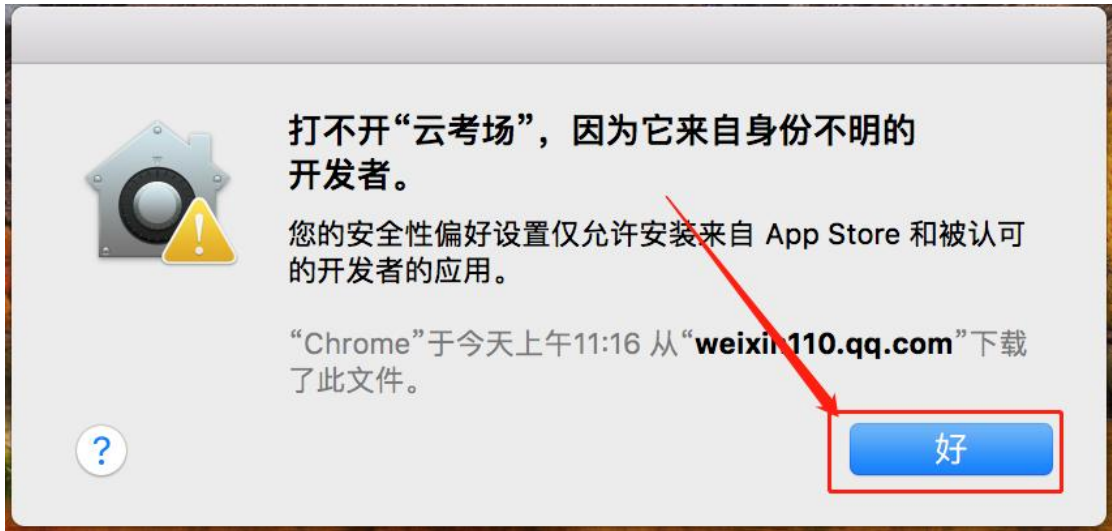 打不开“云考场”，因为它来自身份不明的
开发者。
您的安全性偏好设置仅允许安装来自 App Store 和被认可
的开发者的应用。
“Chrome”于今天上午11:16 从“weixin110.qq.com”下载
了此文件。
?
好